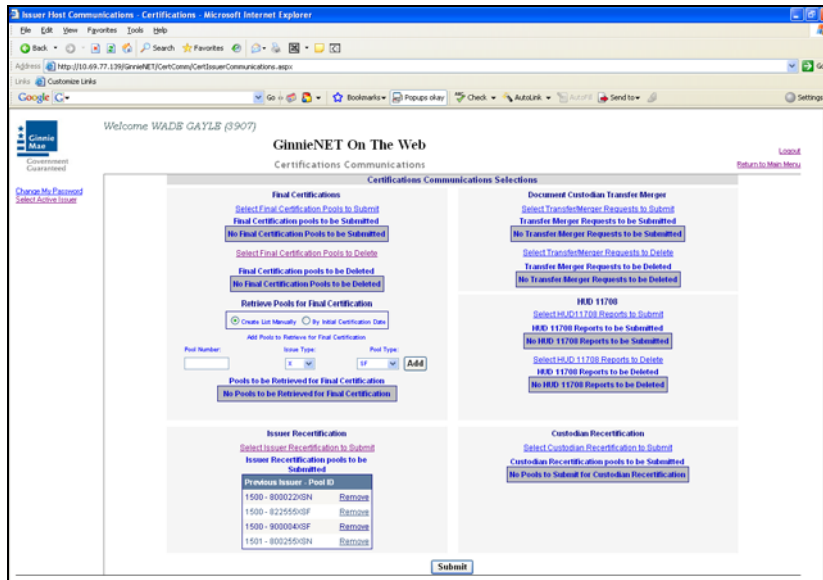 Issuer Host Communications - Certifications - Microsoft Internet Explorer
File Edit View Favorites Tools Help
Back Search Favorites
Address http://10.69.77.139/GinnieNET/CertComm/CertIssuerCommunications.aspx Go
Links Customize Links
Google Go Bookmarks Popups okay Check AutoLink AutoFill Send to Settings
Ginnie Mae
Government Guaranteed
Welcome WADE GAYLE (3907)
GinnieNET On The Web
Certifications Communications
Logout
Return to Main Menu
Change My Password
Select Active Issuer
Certifications Communications Selections
Final Certifications
Select Final Certification Pools to Submit
Final Certification pools to be Submitted
No Final Certification Pools to be Submitted
Select Final Certification Pools to Delete
Final Certification pools to be Deleted
No Final Certification Pools to be Deleted
Retrieve Pools for Final Certification
Create List Manually By Initial Certification Date
Add Pools to Retrieve for Final Certification
Pool Number: Issue Type: Pool Type:
X SF Add
Pools to be Retrieved for Final Certification
No Pools to be Retrieved for Final Certification
Document Custodian Transfer Merger
Select Transfer/Merger Requests to Submit
Transfer Merger Requests to be Submitted
No Transfer Merger Requests to be Submitted
Select Transfer/Merger Requests to Delete
Transfer Merger Requests to be Deleted
No Transfer Merger Requests to be Deleted
HUD 11708
Select HUD11708 Reports to Submit
HUD 11708 Reports to be Submitted
No HUD 11708 Reports to be Submitted
Select HUD 11708 Reports to Delete
HUD 11708 Reports to be Deleted
No HUD 11708 Reports to be Deleted
Issuer Recertification
Select Issuer Recertification to Submit
Issuer Recertification pools to be
Submitted
Previous Issuer - Pool ID
1500 - 800022XSN Remove
1500 - 822555XSF Remove
1500 - 900004XSF Remove
1501 - 800255XSN Remove
Custodian Recertification
Select Custodian Recertification to Submit
Custodian Recertification pools to be Submitted
No Pools to Submit for Custodian Recertification
Submit